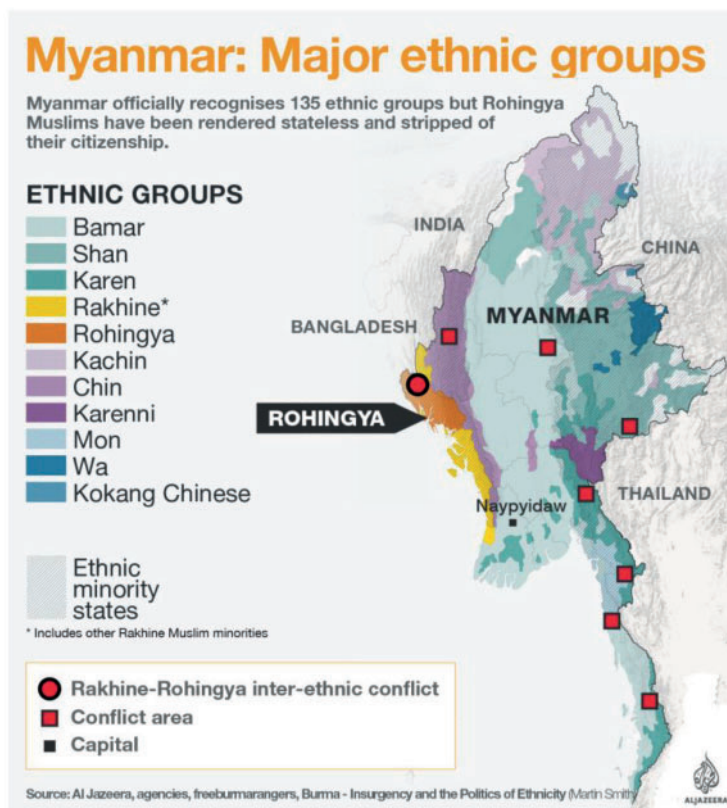 Myanmar: Major ethnic groups
Myanmar officially recognises 135 ethnic groups but Rohingya
Muslims have been rendered stateless and stripped of
their citizenship.
ETHNIC GROUPS
Bamar
Shan
Karen
Rakhine*
Rohingya
Kachin
Chin
Karenni
Mon
Wa
Kokang Chinese
Ethnic
minority
states
* Includes other Rakhine Muslim minorities
INDIA
CHINA
BANGLADESH
MYANMAR
ROHINGYA
THAILAND
Naypyidaw
Capital
Rakhine-Rohingya inter-ethnic conflict
Conflict area
Capital
Source: Al Jazeera, agencies, freeburmarangers, Burma - Insurgency and the Politics of Ethnicity (Martin Smith)
ALJAZEERA